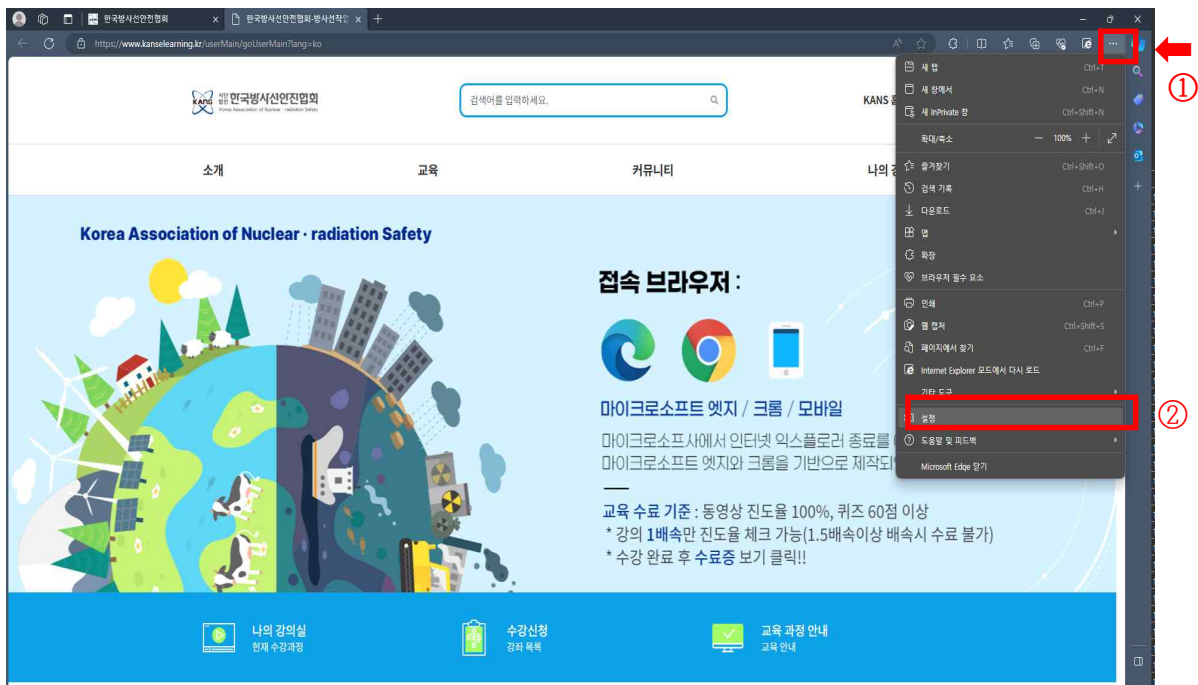 한국방사선안전협회
한국방사선안전협회-방사선작업
https://www.kanselearning.kr/userMain/goUserMain?lang=ko
①
KANS
사단법인 한국방사선안전협회
Korea Association of Nuclear · radiation Safety
검색어를 입력하세요.
KANS 홈
소개
교육
커뮤니티
나의 강
새 탭 Ctrl+T
새 창에서 Ctrl+N
새 InPrivate 창 Ctrl+Shift+N
확대/축소 100%
즐겨찾기 Ctrl+Shift+O
검색 기록 Ctrl+H
다운로드 Ctrl+J
앱
확장
브라우저 필수 요소
인쇄 Ctrl+P
웹 캡처 Ctrl+Shift+S
페이지에서 찾기 Ctrl+F
Internet Explorer 모드에서 다시 로드
기타 도구
설정
②
도움말 및 피드백
Microsoft Edge 닫기
Korea Association of Nuclear · radiation Safety
접속 브라우저 :
마이크로소프트 엣지 / 크롬 / 모바일
마이크로소프사에서 인터넷 익스플로러 종료를
마이크로소프트 엣지와 크롬을 기반으로 제작되
교육 수료 기준 : 동영상 진도율 100%, 퀴즈 60점 이상
* 강의 1배속만 진도율 체크 가능(1.5배속이상 배속시 수료 불가)
* 수강 완료 후 수료증 보기 클릭!!
나의 강의실
현재 수강과정
수강신청
강좌 목록
교육 과정 안내
교육 안내